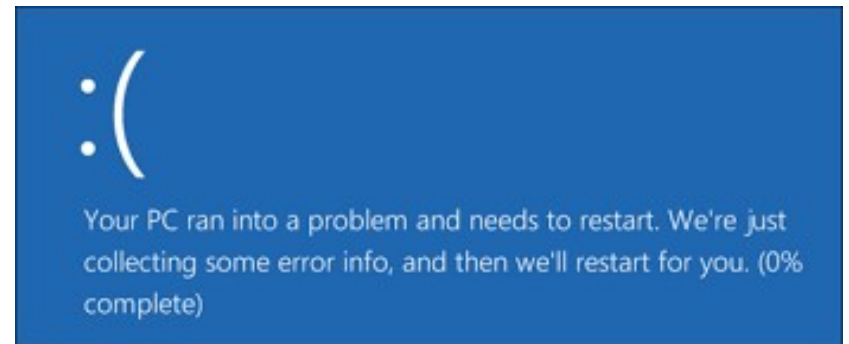 :(
Your PC ran into a problem and needs to restart. We're just
collecting some error info, and then we'll restart for you. (0%
complete)